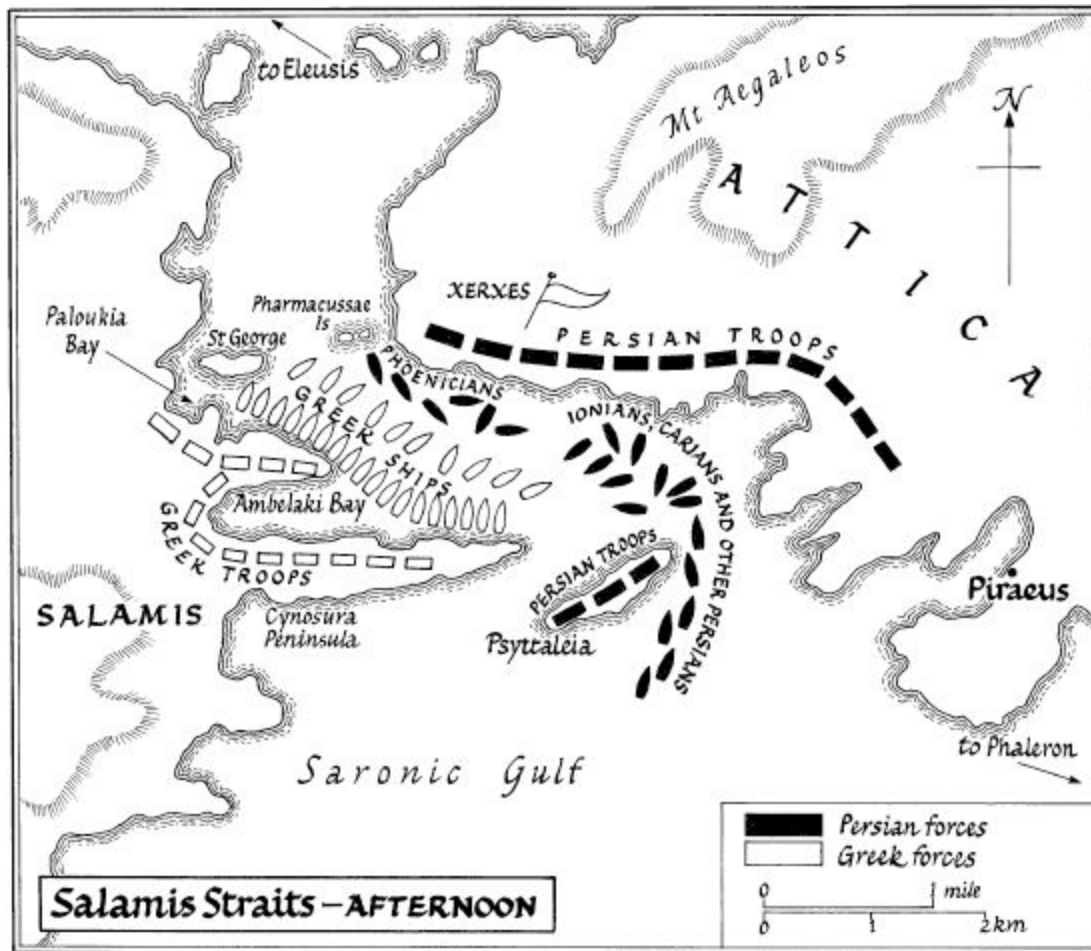 to Eleusis
Mt Aegaleos
N
ATTICA
XERXES
Pharmacussae
Is
Paloukia
Bay
St George
PERSIAN TROOPS
PHOENICIANS
GREEK SHIPS
IONIANS, CARIANS AND OTHER PERSIANS
Ambelaki Bay
GREEK TROOPS
PERSIAN TROOPS
Piraeus
SALAMIS
Cynosura
Peninsula
Psyttaleia
to Phaleron
Saronic Gulf
Persian forces
Greek forces
0 1 mile
0 1 2 km
Salamis Straits – AFTERNOON